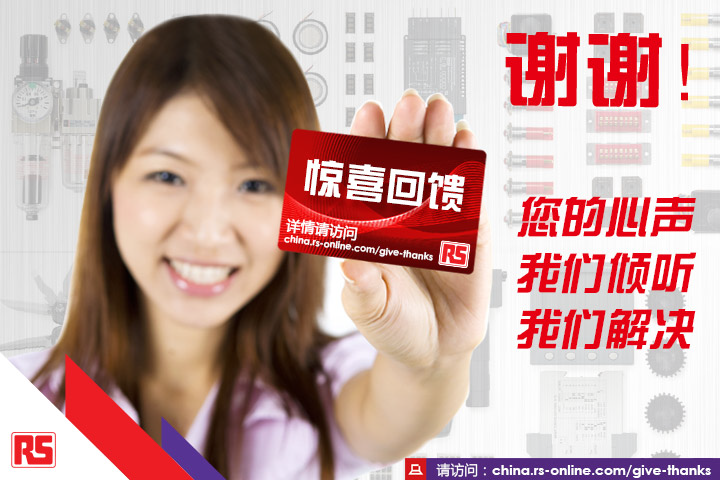 谢谢！
惊喜回馈
详情请访问
china.rs-online.com/give-thanks
RS
您的心声
我们倾听
我们解决
RS
请访问：china.rs-online.com/give-thanks